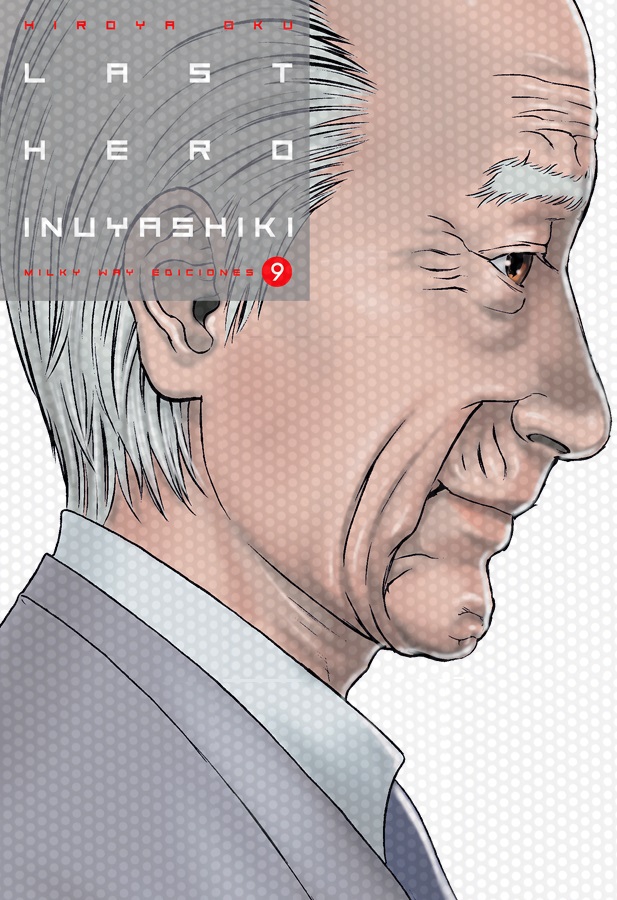 HIROYA OKU
LAST
HERO
INUYASHIKI
MILKY WAY EDICIONES 9